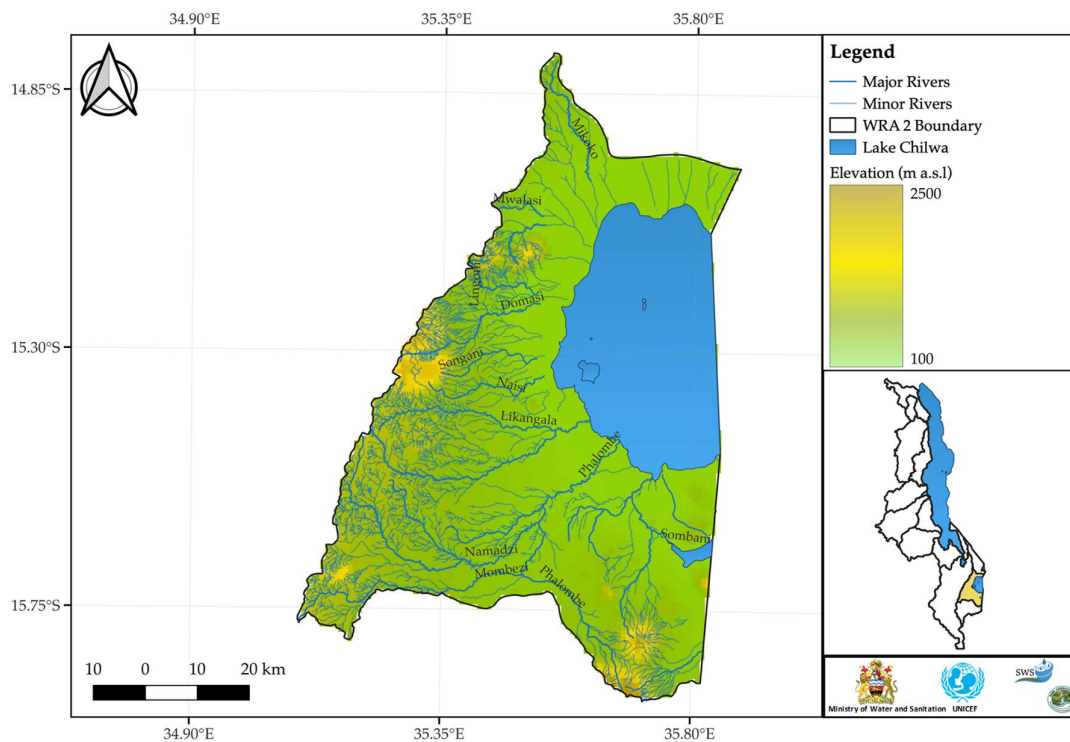 34.90°E
35.35°E
35.80°E
14.85°S
15.30°S
15.75°S
Mikoko
Mwalasi
Lingoni
Domasi
Songani
Naisi
Likangala
Phalombe
Sombani
Namadzi
Mombezi
Phalombe
10 0 10 20 km
34.90°E
35.35°E
35.80°E
Legend
Major Rivers
Minor Rivers
WRA 2 Boundary
Lake Chilwa
Elevation (m a.s.l)
2500
100
Ministry of Water and Sanitation
UNICEF
SWS